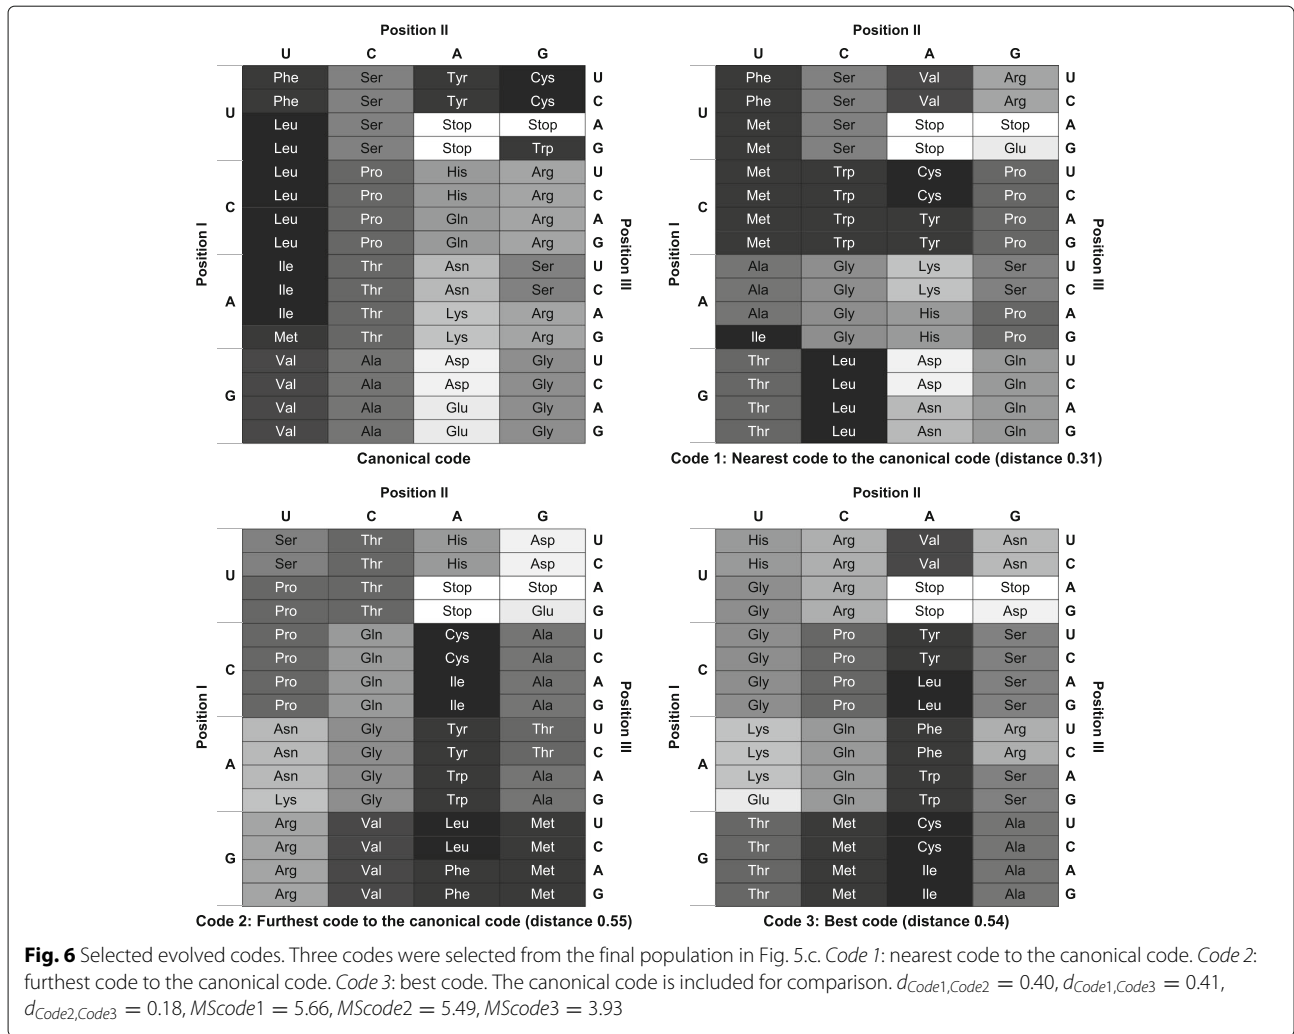 Position II
U C A G
Phe Ser Tyr Cys U
Phe Ser Tyr Cys C
U
Leu Ser Stop Stop A
Leu Ser Stop Trp G
Leu Pro His Arg U
Leu Pro His Arg C
C
Leu Pro Gln Arg A
Leu Pro Gln Arg G
Ile Thr Asn Ser U
Ile Thr Asn Ser C
A
Ile Thr Lys Arg A
Met Thr Lys Arg G
Val Ala Asp Gly U
Val Ala Asp Gly C
G
Val Ala Glu Gly A
Val Ala Glu Gly G
Position I
Position III
Canonical code
Position II
U C A G
Phe Ser Val Arg U
Phe Ser Val Arg C
U
Met Ser Stop Stop A
Met Ser Stop Glu G
Met Trp Cys Pro U
Met Trp Cys Pro C
C
Met Trp Tyr Pro A
Met Trp Tyr Pro G
Ala Gly Lys Ser U
Ala Gly Lys Ser C
A
Ala Gly His Pro A
Ile Gly His Pro G
Thr Leu Asp Gln U
Thr Leu Asp Gln C
G
Thr Leu Asn Gln A
Thr Leu Asn Gln G
Position I
Position III
Code 1: Nearest code to the canonical code (distance 0.31)
Position II
U C A G
Ser Thr His Asp U
Ser Thr His Asp C
U
Pro Thr Stop Stop A
Pro Thr Stop Glu G
Pro Gln Cys Ala U
Pro Gln Cys Ala C
C
Pro Gln Ile Ala A
Pro Gln Ile Ala G
Asn Gly Tyr Thr U
Asn Gly Tyr Thr C
A
Asn Gly Trp Ala A
Lys Gly Trp Ala G
Arg Val Leu Met U
Arg Val Leu Met C
G
Arg Val Phe Met A
Arg Val Phe Met G
Position I
Position III
Code 2: Furthest code to the canonical code (distance 0.55)
Position II
U C A G
His Arg Val Asn U
His Arg Val Asn C
U
Gly Arg Stop Stop A
Gly Arg Stop Asp G
Gly Pro Tyr Ser U
Gly Pro Tyr Ser C
C
Gly Pro Leu Ser A
Gly Pro Leu Ser G
Lys Gln Phe Arg U
Lys Gln Phe Arg C
A
Lys Gln Trp Ser A
Glu Gln Trp Ser G
Thr Met Cys Ala U
Thr Met Cys Ala C
G
Thr Met Ile Ala A
Thr Met Ile Ala G
Position I
Position III
Code 3: Best code (distance 0.54)
Fig. 6 Selected evolved codes. Three codes were selected from the final population in Fig. 5.c. Code 1: nearest code to the canonical code. Code 2:
furthest code to the canonical code. Code 3: best code. The canonical code is included for comparison. dCode1,Code2 = 0.40, dCode1,Code3 = 0.41,
dCode2,Code3 = 0.18, MScode1 = 5.66, MScode2 = 5.49, MScode3 = 3.93